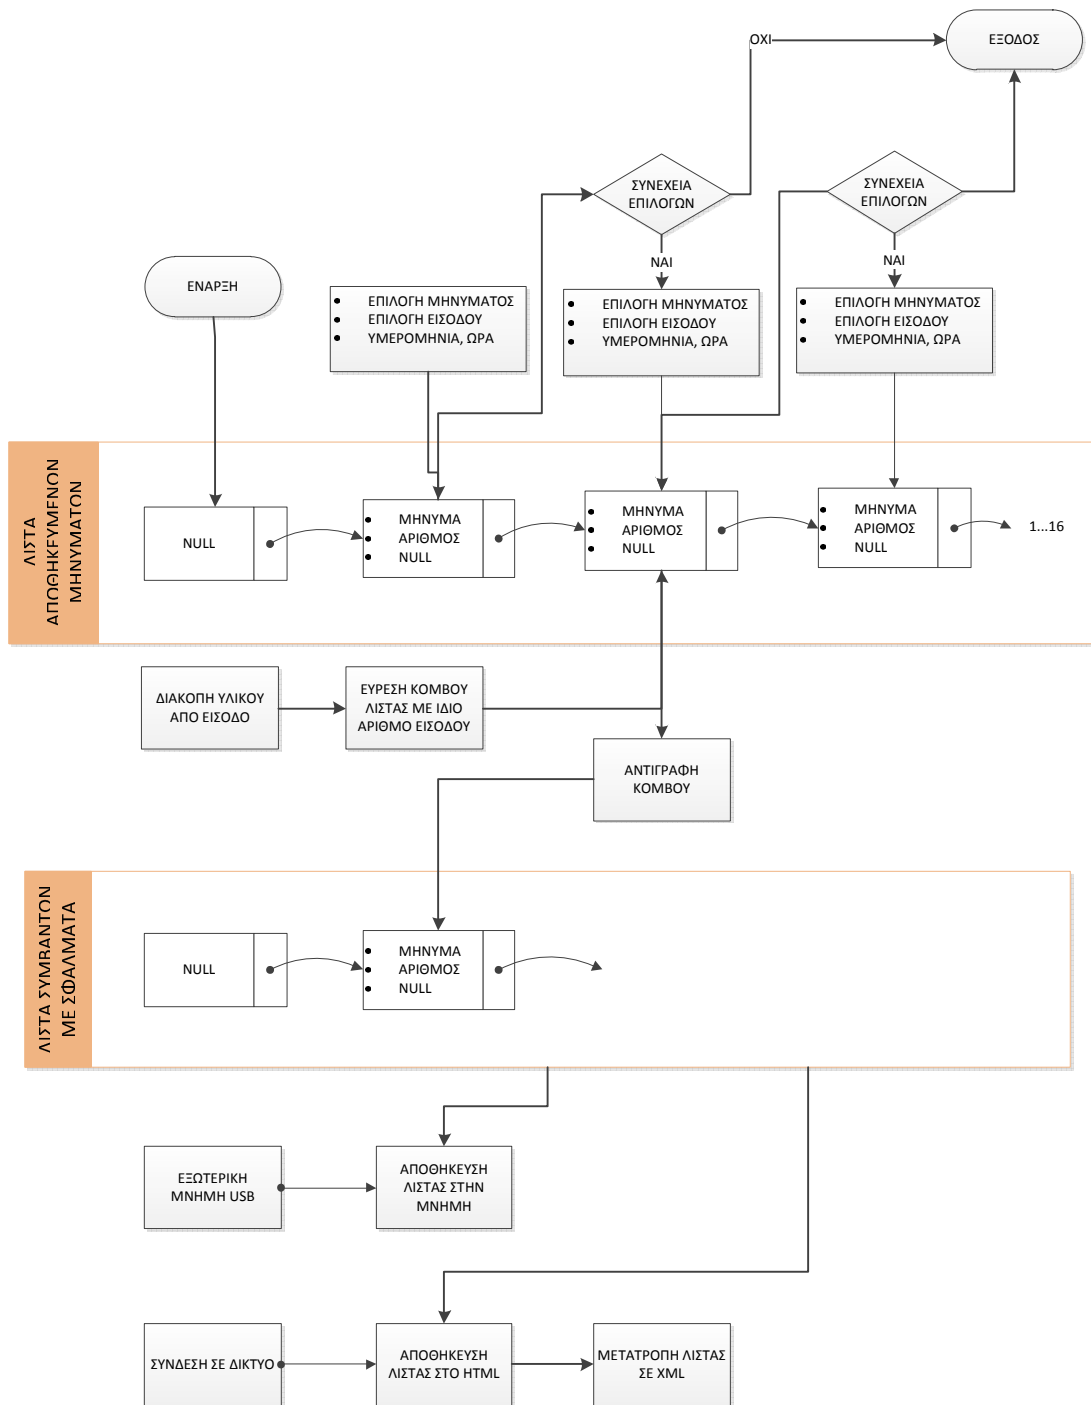 ΟΧΙ
ΕΞΟΔΟΣ
ΣΥΝΕΧΕΙΑ
ΕΠΙΛΟΓΩΝ
ΣΥΝΕΧΕΙΑ
ΕΠΙΛΟΓΩΝ
ΝΑΙ
ΝΑΙ
ΕΝΑΡΞΗ
ΕΠΙΛΟΓΗ ΜΗΝΥΜΑΤΟΣ
ΕΠΙΛΟΓΗ ΕΙΣΟΔΟΥ
ΥΜΕΡΟΜΗΝΙΑ, ΩΡΑ
ΕΠΙΛΟΓΗ ΜΗΝΥΜΑΤΟΣ
ΕΠΙΛΟΓΗ ΕΙΣΟΔΟΥ
ΥΜΕΡΟΜΗΝΙΑ, ΩΡΑ
ΕΠΙΛΟΓΗ ΜΗΝΥΜΑΤΟΣ
ΕΠΙΛΟΓΗ ΕΙΣΟΔΟΥ
ΥΜΕΡΟΜΗΝΙΑ, ΩΡΑ
ΛΙΣΤΑ
ΑΠΟΘΗΚΕΥΜΕΝΩΝ
ΜΗΝΥΜΑΤΩΝ
NULL
ΜΗΝΥΜΑ
ΑΡΙΘΜΟΣ
NULL
ΜΗΝΥΜΑ
ΑΡΙΘΜΟΣ
NULL
ΜΗΝΥΜΑ
ΑΡΙΘΜΟΣ
NULL
1...16
ΔΙΑΚΟΠΗ ΥΛΙΚΟΥ
ΑΠΟ ΕΙΣΟΔΟ
ΕΥΡΕΣΗ ΚΟΜΒΟΥ
ΛΙΣΤΑΣ ΜΕ ΙΔΙΟ
ΑΡΙΘΜΟ ΕΙΣΟΔΟΥ
ΑΝΤΙΓΡΑΦΗ
ΚΟΜΒΟΥ
ΛΙΣΤΑ ΣΥΜΒΑΝΤΩΝ
ΜΕ ΣΦΑΛΜΑΤΑ
NULL
ΜΗΝΥΜΑ
ΑΡΙΘΜΟΣ
NULL
ΕΞΩΤΕΡΙΚΗ
ΜΝΗΜΗ USB
ΑΠΟΘΗΚΕΥΣΗ
ΛΙΣΤΑΣ ΣΤΗΝ
ΜΝΗΜΗ
ΣΥΝΔΕΣΗ ΣΕ ΔΙΚΤΥΟ
ΑΠΟΘΗΚΕΥΣΗ
ΛΙΣΤΑΣ ΣΤΟ HTML
ΜΕΤΑΤΡΟΠΗ ΛΙΣΤΑΣ
ΣΕ XML